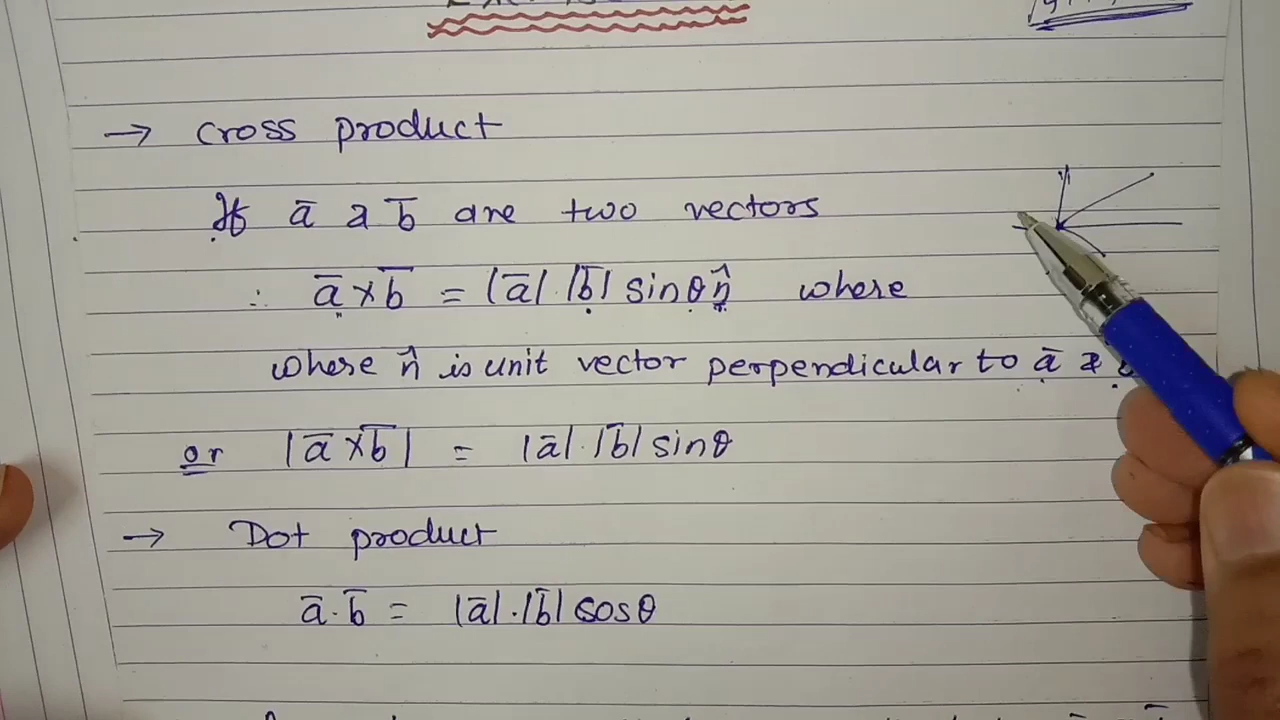 → cross product
If a̅ & b̅ are two vectors
∴ a̅ × b̅ = |a̅| . |b̅| sinθ n̂ where
where n̂ is unit vector perpendicular to a̅ &
or |a̅ × b̅| = |a̅| . |b̅| sinθ
→ Dot product
a̅ . b̅ = |a̅| . |b̅| cosθ